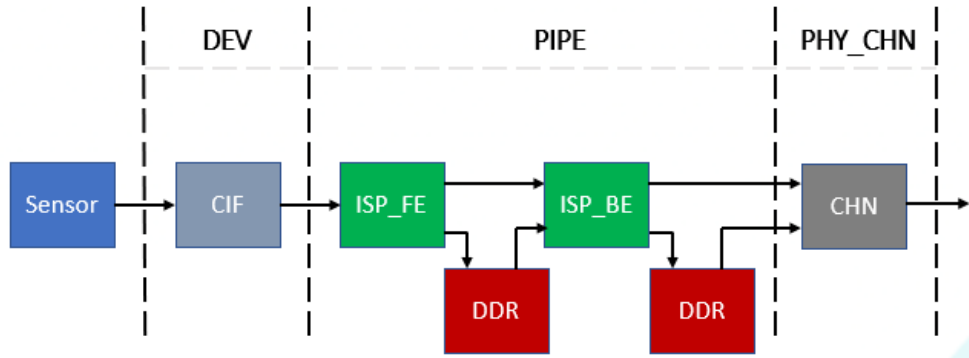 DEV
PIPE
PHY_CHN
Sensor
CIF
ISP_FE
ISP_BE
CHN
DDR
DDR